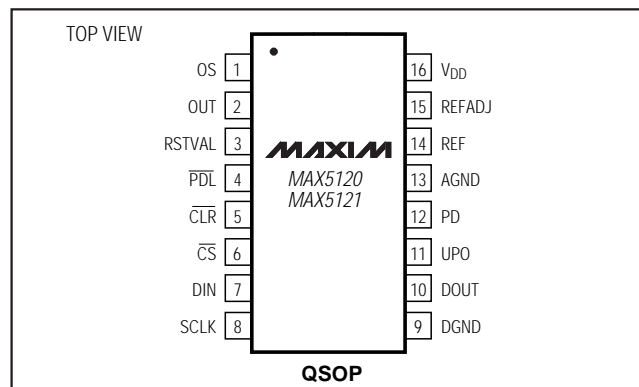 TOP VIEW
OS 1
OUT 2
RSTVAL 3
PDL 4
CLR 5
CS 6
DIN 7
SCLK 8
MAXIM
MAX5120
MAX5121
16 VDD
15 REFADJ
14 REF
13 AGND
12 PD
11 UPO
10 DOUT
9 DGND
QSOP